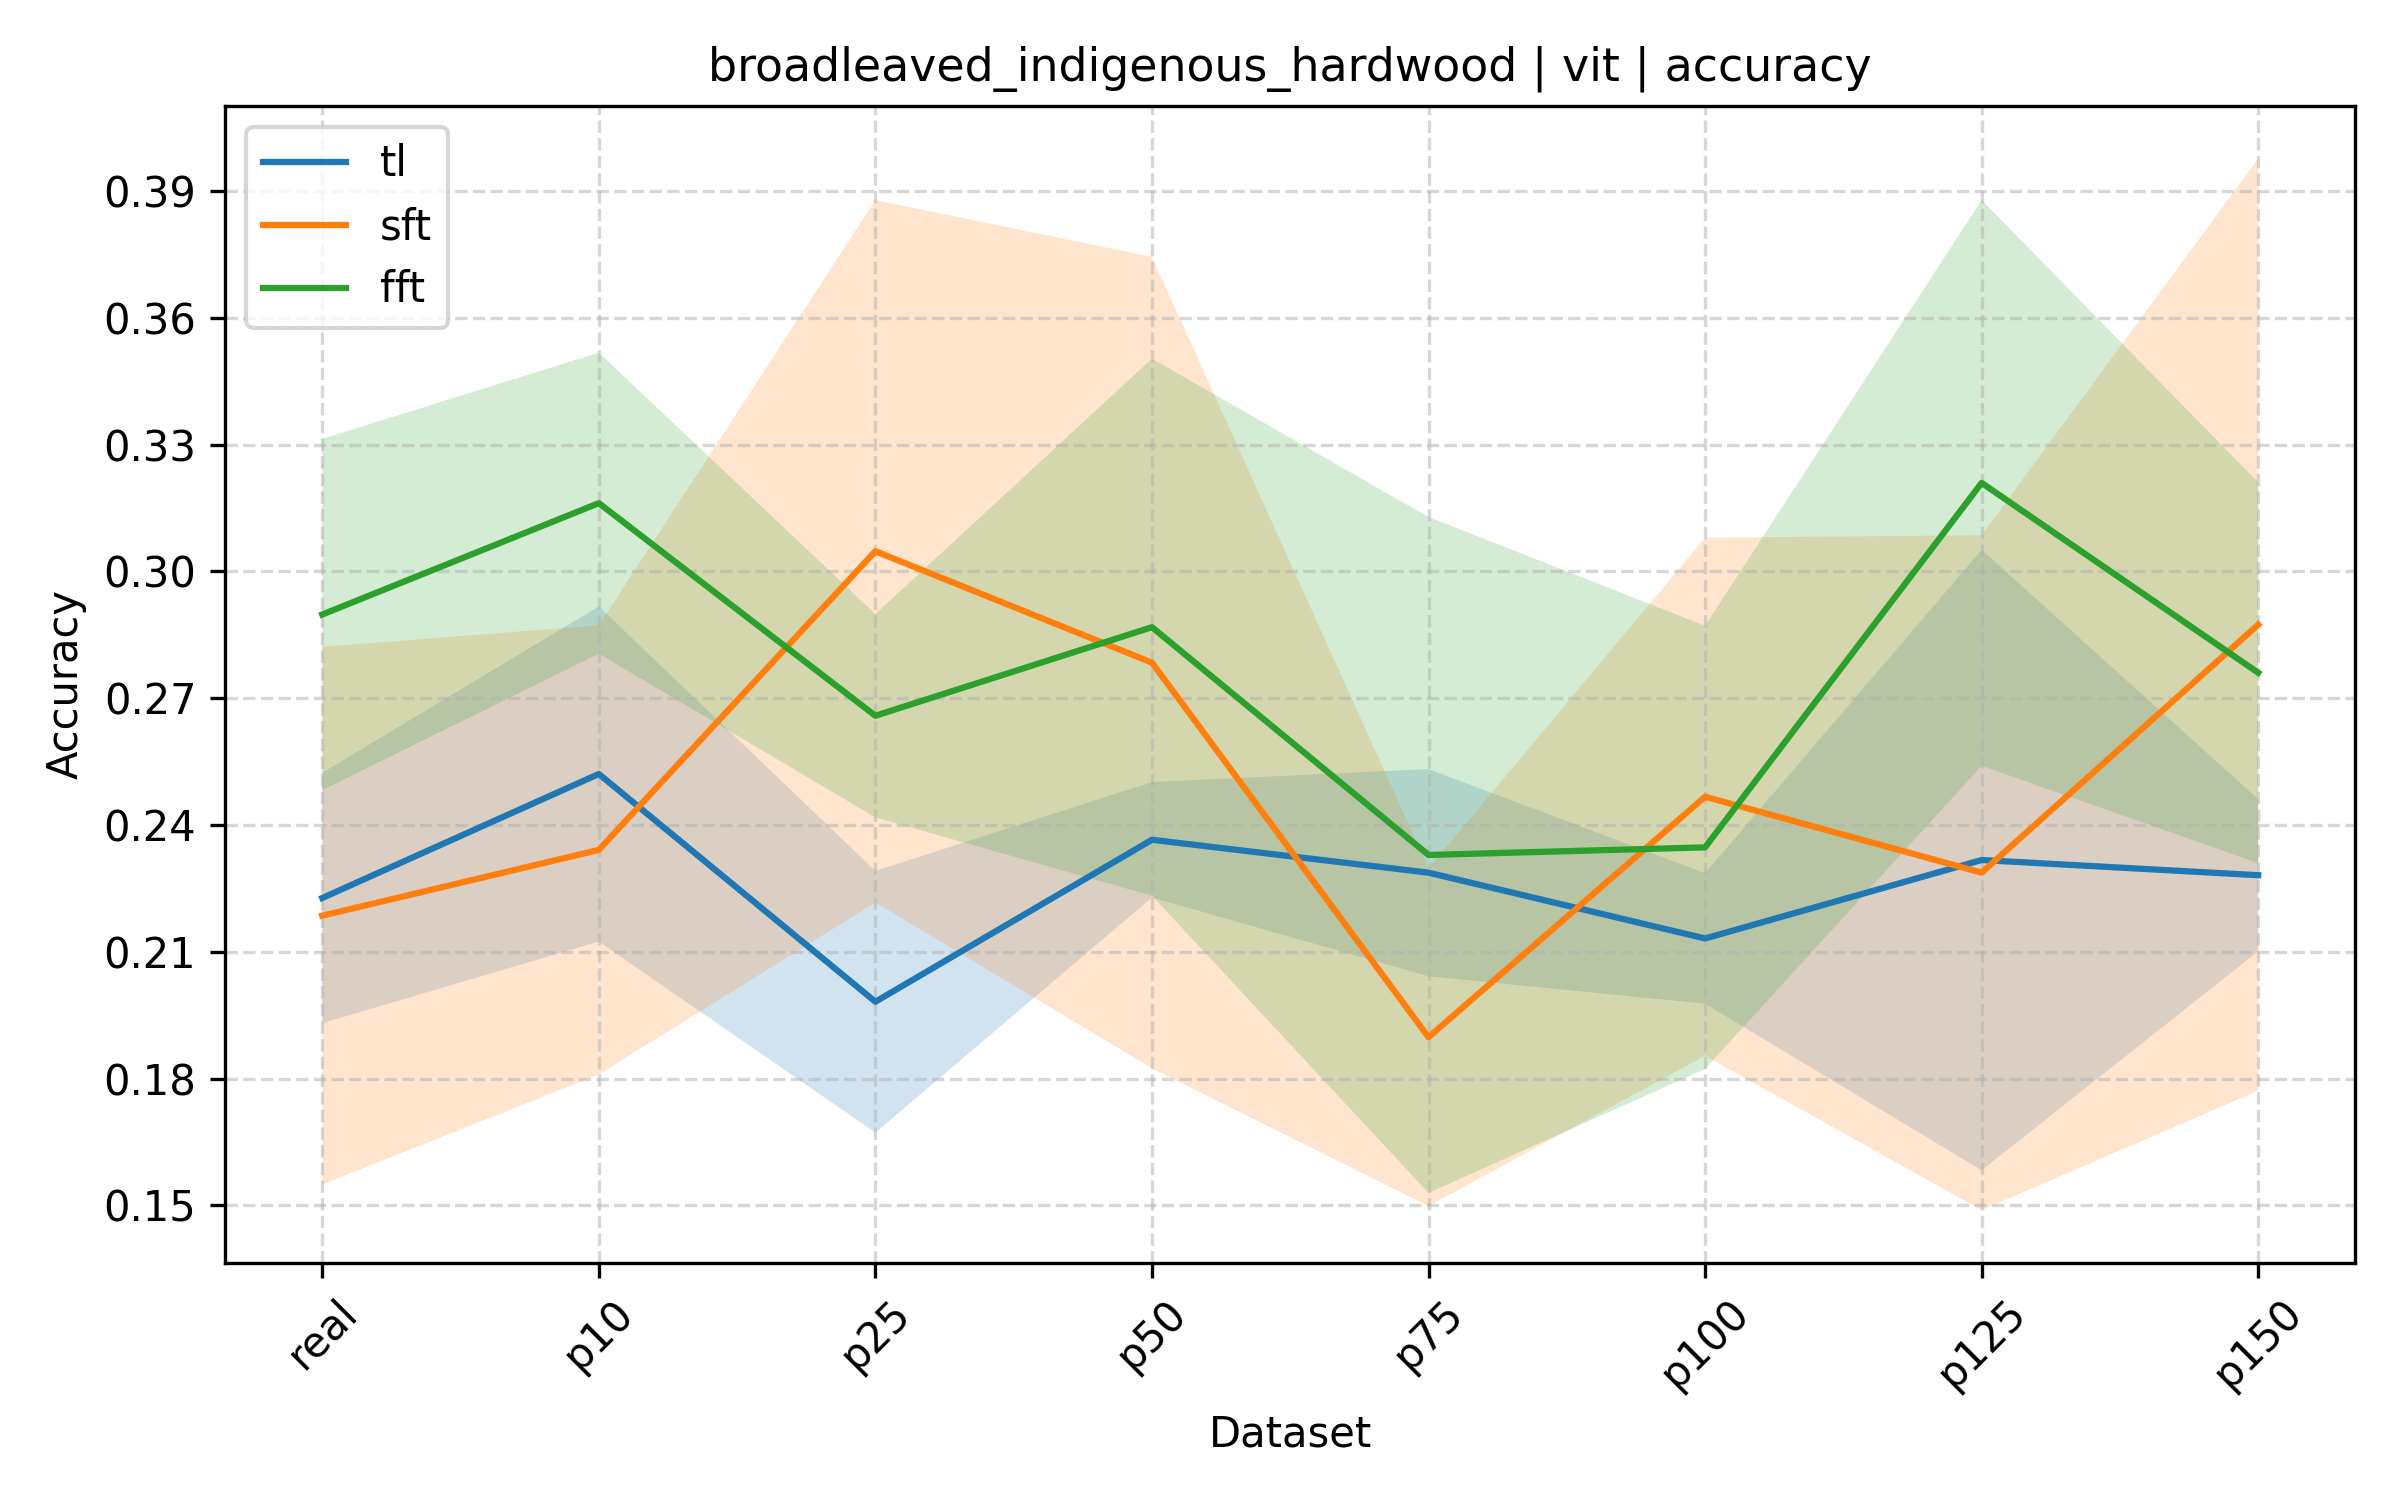 broadleaved_indigenous_hardwood | vit | accuracy
tl
sft
fft
0.39
0.36
0.33
0.30
0.27
0.24
0.21
0.18
0.15
Accuracy
real
p10
p25
p50
p75
p100
p125
p150
Dataset